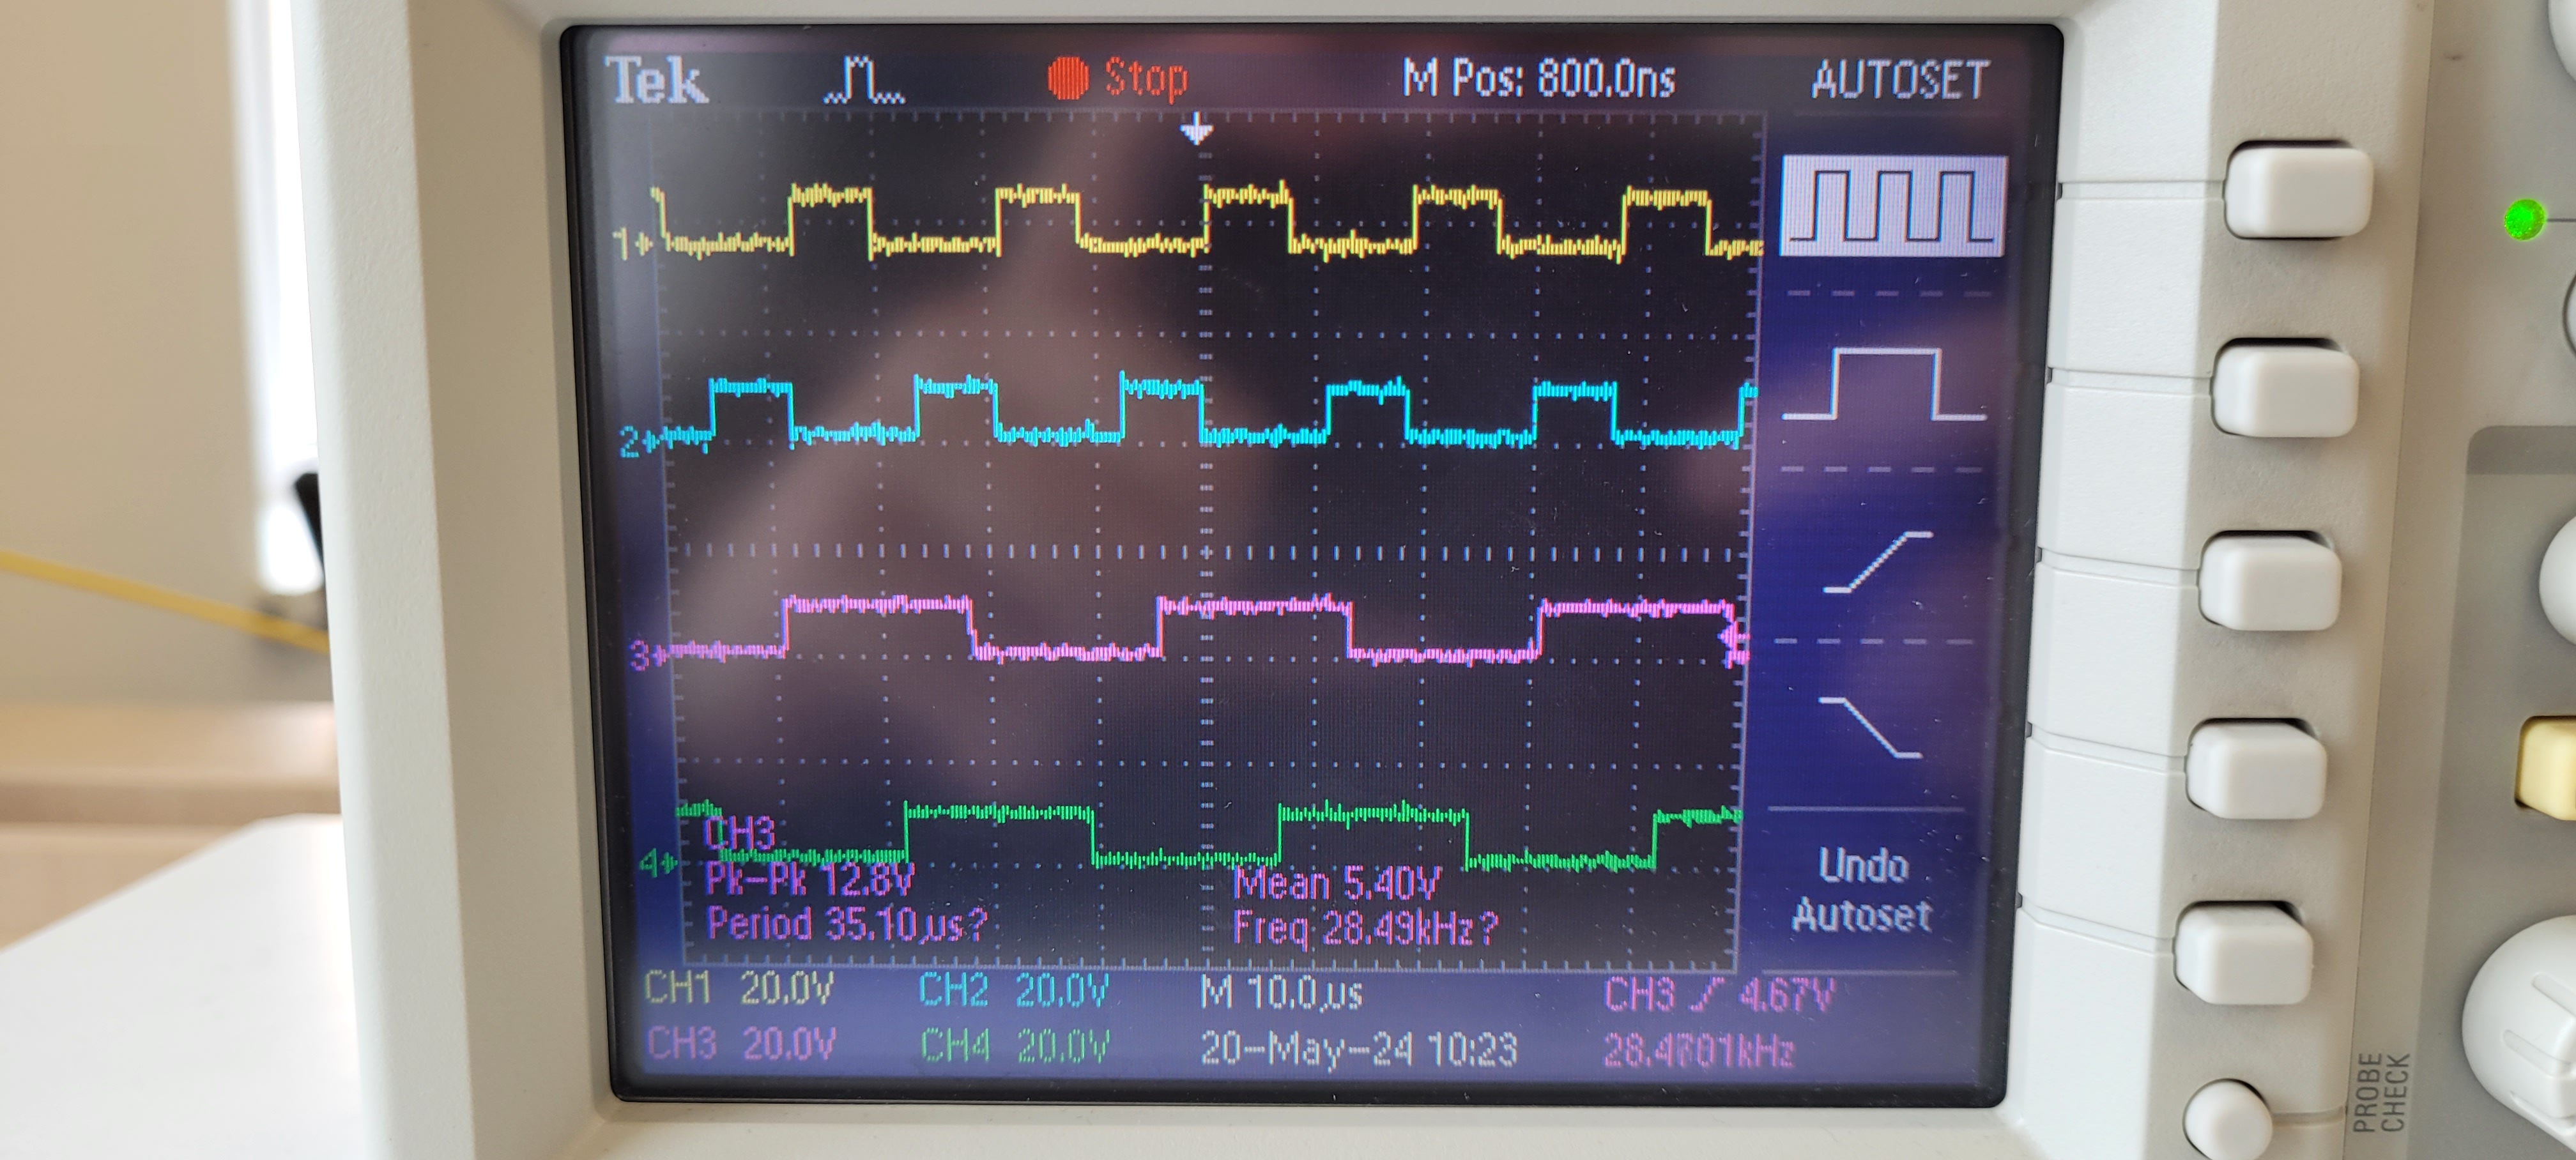 Tek Stop M Pos: 800.0ns AUTOSET
1
2
3
4
CH3
Pk-Pk 12.8V Mean 5.40V
Period 35.10µs? Freq 28.49kHz?
Undo
Autoset
CH1 20.0V CH2 20.0V M 10.0µs CH3 4.67V
CH3 20.0V CH4 20.0V 20-May-24 10:23
PROBE
CHECK